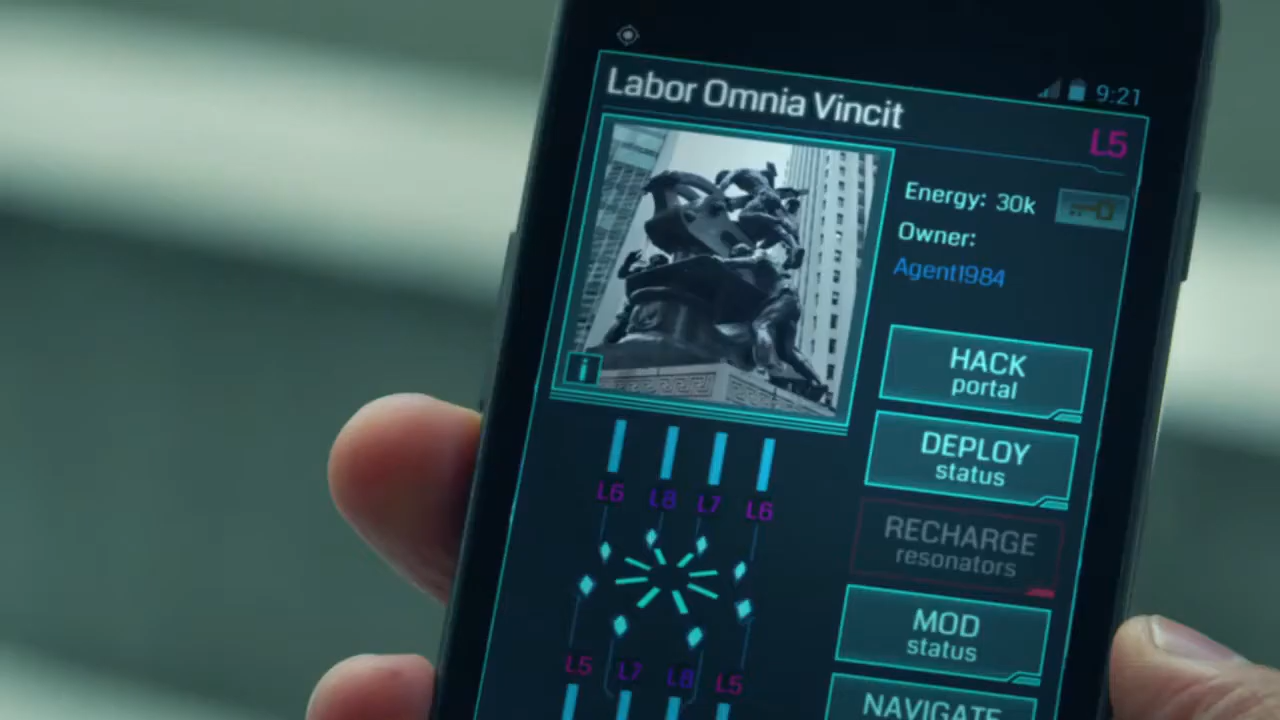 9:21
Labor Omnia Vincit
L5
Energy: 30k
Owner:
Agent1984
i
HACK
portal
DEPLOY
status
L6 L8 L7 L6
RECHARGE
resonators
MOD
status
L5 L7 L8 L5
NAVIGATE